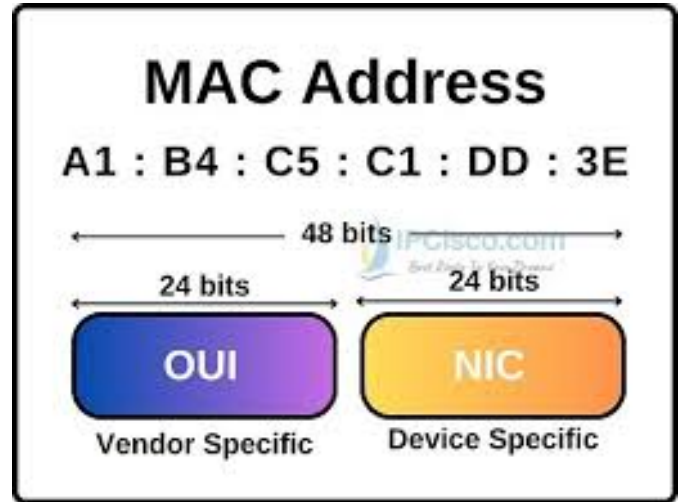 MAC Address
A1 : B4 : C5 : C1 : DD : 3E
48 bits
IPCisco.com
24 bits
24 bits
OUI
NIC
Vendor Specific
Device Specific